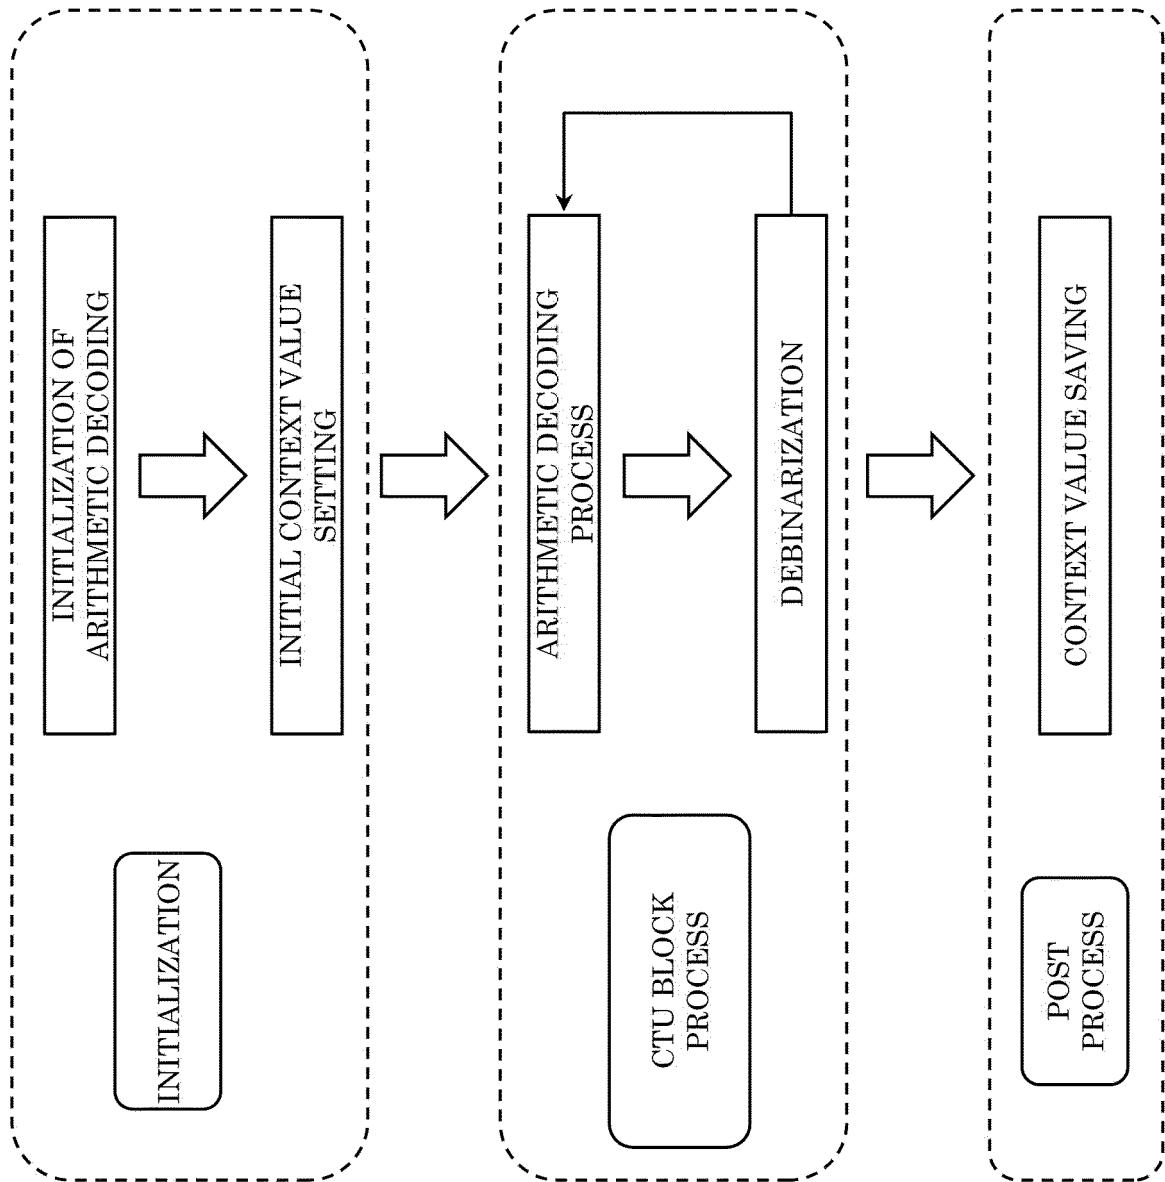 INITIALIZATION
INITIALIZATION OF
ARITHMETIC DECODING
INITIAL CONTEXT VALUE
SETTING
CTU BLOCK
PROCESS
ARITHMETIC DECODING
PROCESS
DEBINARIZATION
POST
PROCESS
CONTEXT VALUE SAVING